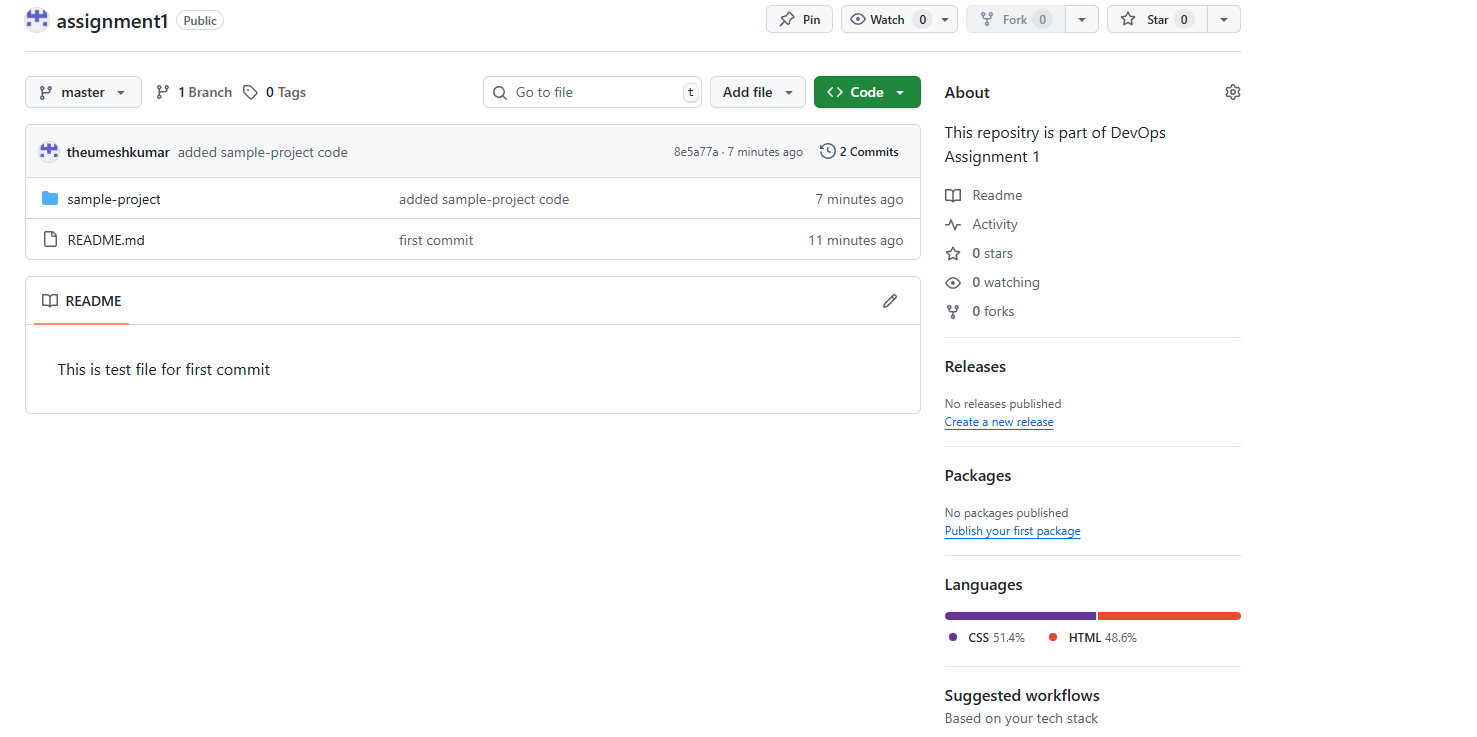 assignment1 Public Pin Watch 0 Fork 0 Star 0
master 1 Branch 0 Tags Go to file t Add file Code
theumeshkumar added sample-project code 8e5a77a · 7 minutes ago 2 Commits
sample-project added sample-project code 7 minutes ago
README.md first commit 11 minutes ago
README
This is test file for first commit
About
This repositry is part of DevOps
Assignment 1
Readme
Activity
0 stars
0 watching
0 forks
Releases
No releases published
Create a new release
Packages
No packages published
Publish your first package
Languages
CSS 51.4% HTML 48.6%
Suggested workflows
Based on your tech stack